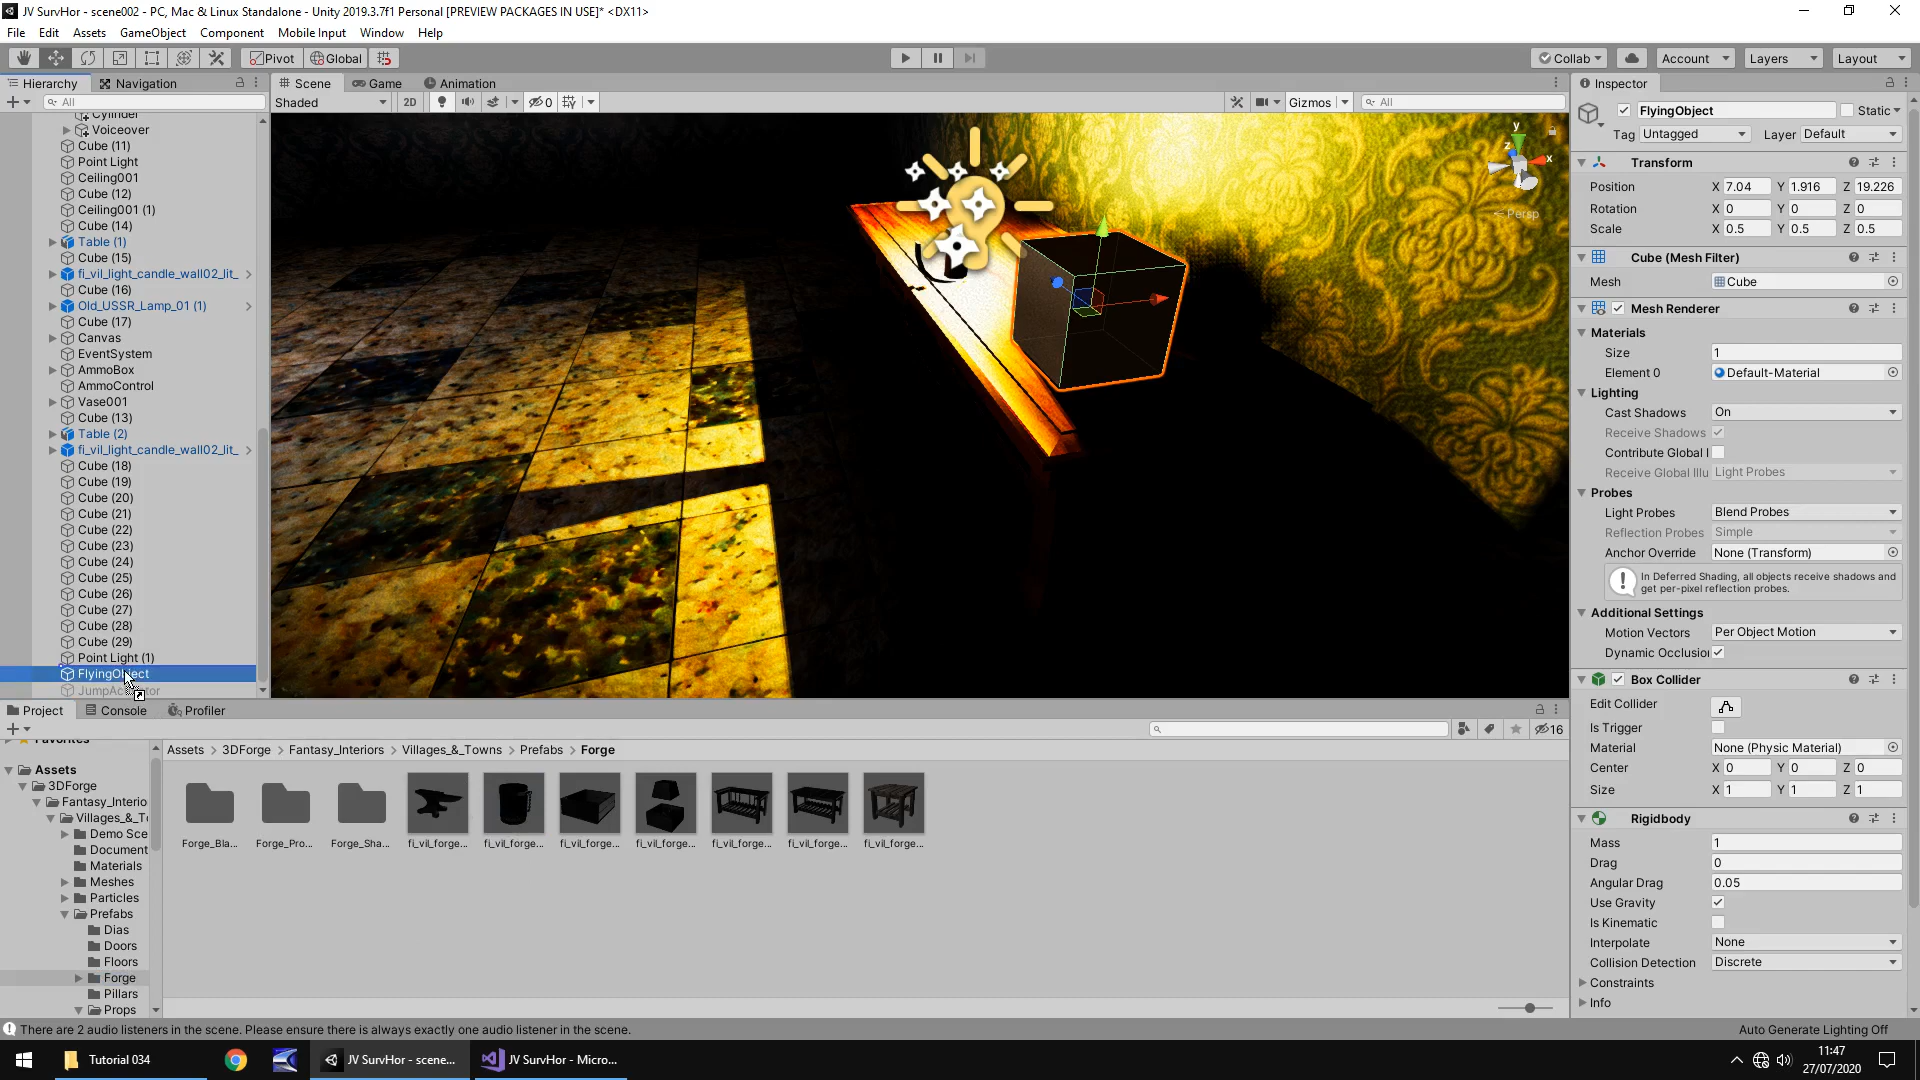 JV SurvHor - scene002 - PC, Mac & Linux Standalone - Unity 2019.3.7f1 Personal [PREVIEW PACKAGES IN USE]* <DX11>
File Edit Assets GameObject Component Mobile Input Window Help
Pivot Global Collab Account Layers Layout
Hierarchy Navigation Scene Game Animation Inspector
All Shaded 2D 0 Gizmos All
Cylinder
Voiceover
Cube (11)
Point Light
Ceiling001
Cube (12)
Ceiling001 (1)
Cube (14)
Table (1)
Cube (15)
fi_vil_light_candle_wall02_lit_
Cube (16)
Old_USSR_Lamp_01 (1)
Cube (17)
Canvas
EventSystem
AmmoBox
AmmoControl
Vase001
Cube (13)
Table (2)
fi_vil_light_candle_wall02_lit_
Cube (18)
Cube (19)
Cube (20)
Cube (21)
Cube (22)
Cube (23)
Cube (24)
Cube (25)
Cube (26)
Cube (27)
Cube (28)
Cube (29)
Point Light (1)
FlyingObject
y
z x
Persp
FlyingObject Static
Tag Untagged Layer Default
Transform
Position X 7.04 Y 1.916 Z 19.226
Rotation X 0 Y 0 Z 0
Scale X 0.5 Y 0.5 Z 0.5
Cube (Mesh Filter)
Mesh Cube
Mesh Renderer
Materials
Size 1
Element 0 Default-Material
Lighting
Cast Shadows On
Receive Shadows
Contribute Global I
Receive Global Illu Light Probes
Probes
Light Probes Blend Probes
Reflection Probes Simple
Anchor Override None (Transform)
In Deferred Shading, all objects receive shadows and
get per-pixel reflection probes.
Additional Settings
Motion Vectors Per Object Motion
Dynamic Occlusion
Box Collider
Edit Collider
Is Trigger
Material None (Physic Material)
Center X 0 Y 0 Z 0
Size X 1 Y 1 Z 1
Rigidbody
Mass 1
Drag 0
Angular Drag 0.05
Use Gravity
Is Kinematic
Interpolate None
Collision Detection Discrete
Constraints
Info
Project Console Profiler
16
Favorites
Assets
3DForge
Fantasy_Interio
Villages_&_T
Demo Sce
Document
Materials
Meshes
Particles
Prefabs
Dias
Doors
Floors
Forge
Pillars
Props
Assets > 3DForge > Fantasy_Interiors > Villages_&_Towns > Prefabs > Forge
Forge_Bla... Forge_Pro... Forge_Sha... fi_vil_forge... fi_vil_forge... fi_vil_forge... fi_vil_forge... fi_vil_forge... fi_vil_forge... fi_vil_forge...
There are 2 audio listeners in the scene. Please ensure there is always exactly one audio listener in the scene.
Auto Generate Lighting Off
Tutorial 034 JV SurvHor - scene... JV SurvHor - Micro...
11:47
27/07/2020